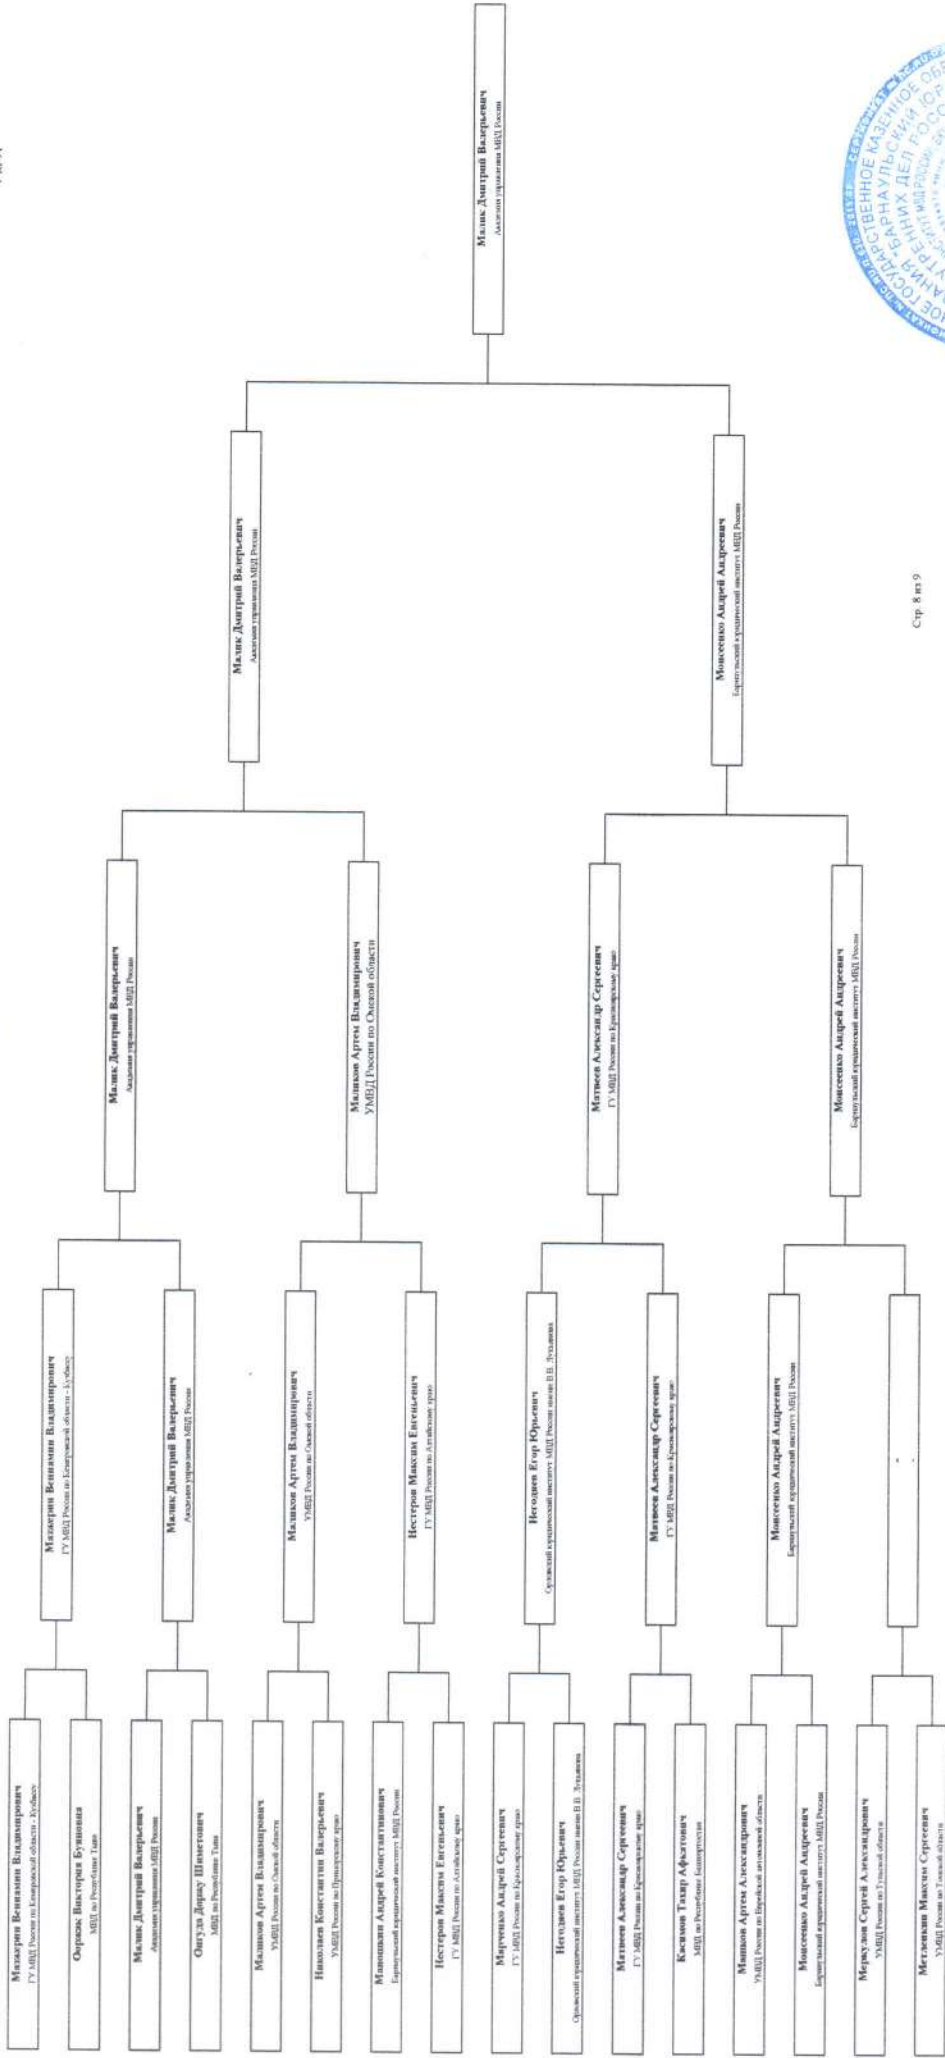 Мазжерин Вениамин Владимирович
ГУ МВД России по Кемеровской области - Кузбассу
Ооржак Виктория Буяновна
МВД по Республике Тыва
Малик Дмитрий Валерьевич
Академия управления МВД России
Онгуда Доржу Шиметович
МВД по Республике Тыва
Маликов Артем Владимирович
УМВД России по Омской области
Николаев Константин Валерьевич
УМВД России по Приморскому краю
Манюшкин Андрей Константинович
Барнаульский юридический институт МВД России
Нестеров Максим Евгеньевич
ГУ МВД России по Алтайскому краю
Марченко Андрей Сергеевич
ГУ МВД России по Красноярскому краю
Негодяев Егор Юрьевич
Орловский юридический институт МВД России имени В.В. Лукьянова
Матвеев Александр Сергеевич
ГУ МВД России по Красноярскому краю
Касимов Тахир Афкатович
МВД по Республике Башкортостан
Машков Артем Александрович
УМВД России по Еврейской автономной области
Моисеенко Андрей Андреевич
Барнаульский юридический институт МВД России
Меркулов Сергей Александрович
УМВД России по Тульской области
Метленкин Максим Сергеевич
УМВД России по Томской области
Мазжерин Вениамин Владимирович
ГУ МВД России по Кемеровской области - Кузбассу
Малик Дмитрий Валерьевич
Академия управления МВД России
Маликов Артем Владимирович
УМВД России по Омской области
Нестеров Максим Евгеньевич
ГУ МВД России по Алтайскому краю
Негодяев Егор Юрьевич
Орловский юридический институт МВД России имени В.В. Лукьянова
Матвеев Александр Сергеевич
ГУ МВД России по Красноярскому краю
Моисеенко Андрей Андреевич
Барнаульский юридический институт МВД России
Малик Дмитрий Валерьевич
Академия управления МВД России
Маликов Артем Владимирович
УМВД России по Омской области
Матвеев Александр Сергеевич
ГУ МВД России по Красноярскому краю
Моисеенко Андрей Андреевич
Барнаульский юридический институт МВД России
Малик Дмитрий Валерьевич
Академия управления МВД России
Моисеенко Андрей Андреевич
Барнаульский юридический институт МВД России
Малик Дмитрий Валерьевич
Академия управления МВД России
Стр. 8 из 9
КАЗЕННОЕ
БАРНАУЛЬСКИЙ
ДЕЛ